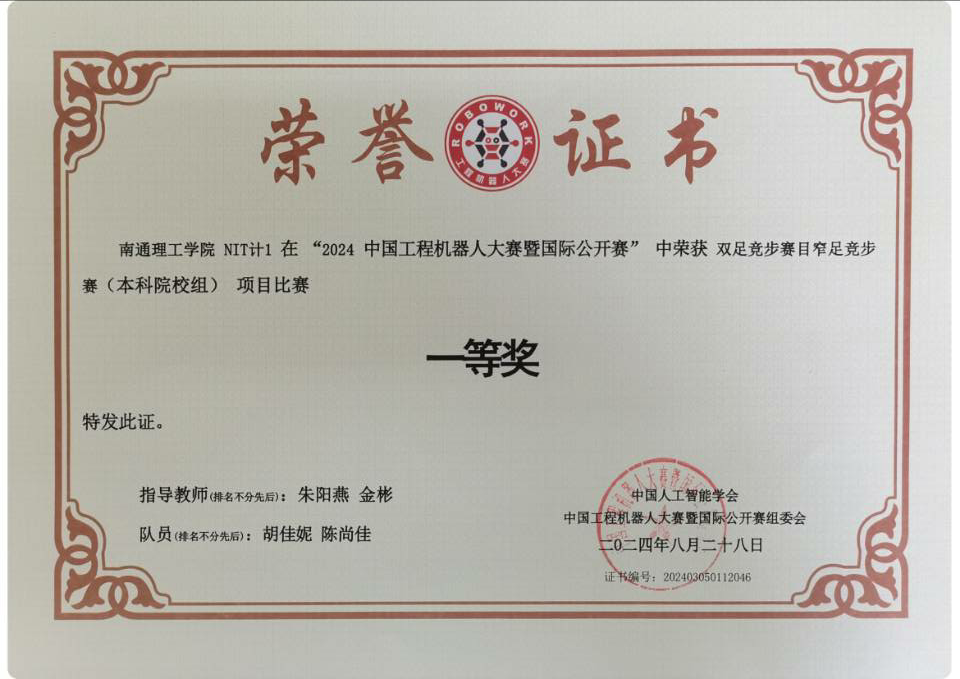 荣誉证书
ROBOWORK
工程机器人大赛
南通理工学院 NIT计1 在 “2024 中国工程机器人大赛暨国际公开赛” 中荣获 双足竞步赛目窄足竞步
赛（本科院校组） 项目比赛
一等奖
特发此证。
指导教师(排名不分先后)：朱阳燕 金彬
队员(排名不分先后)：胡佳妮 陈尚佳
中国人工智能学会
中国工程机器人大赛暨国际公开赛组委会
二〇二四年八月二十八日
证书编号：202403050112046